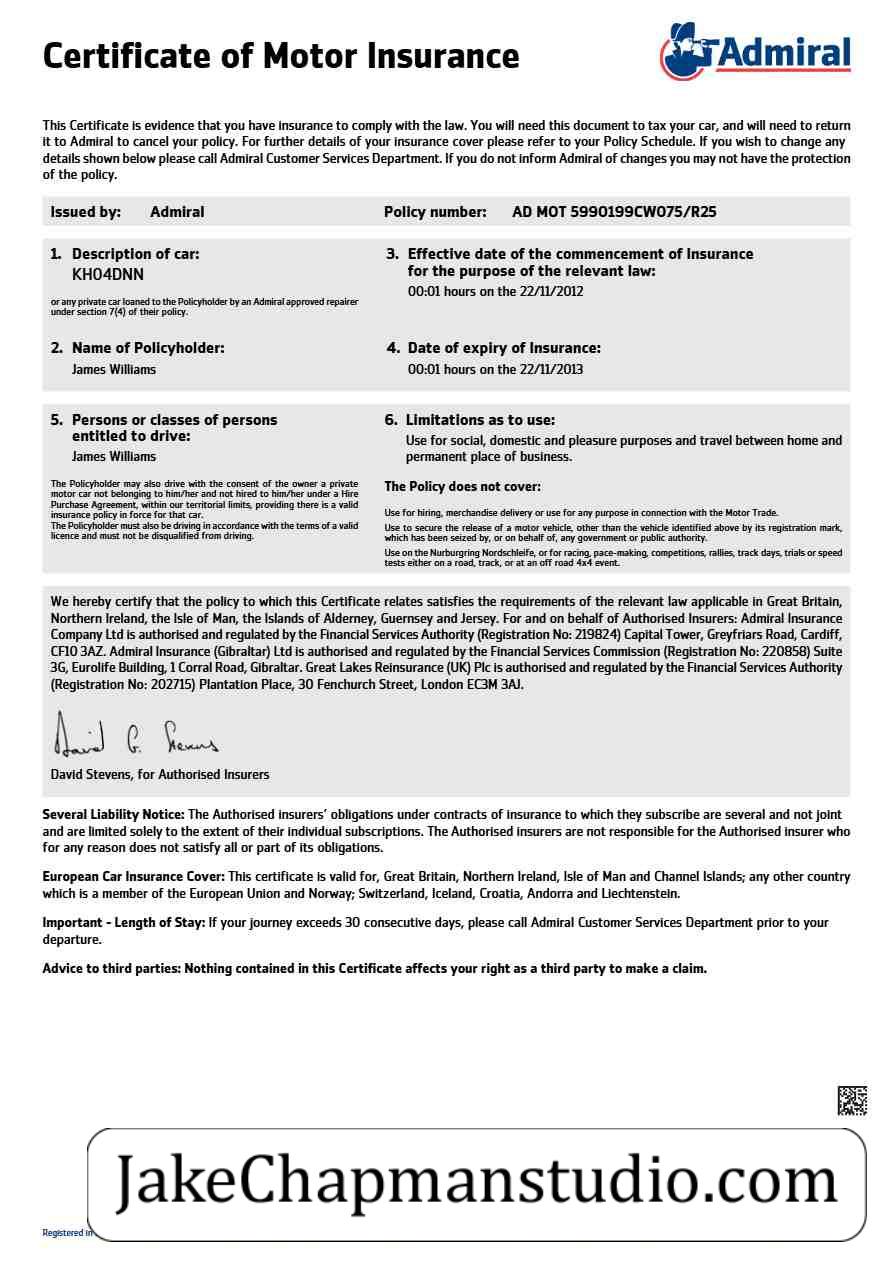 Certificate of Motor Insurance
Admiral
This Certificate is evidence that you have insurance to comply with the law. You will need this document to tax your car, and will need to return
it to Admiral to cancel your policy. For further details of your insurance cover please refer to your Policy Schedule. If you wish to change any
details shown below please call Admiral Customer Services Department. If you do not inform Admiral of changes you may not have the protection
of the policy.
Issued by: Admiral
Policy number: AD MOT 5990199CW075/R25
1. Description of car:
KH04DNN
or any private car loaned to the Policyholder by an Admiral approved repairer
under section 7(4) of their policy.
3. Effective date of the commencement of Insurance
for the purpose of the relevant law:
00:01 hours on the 22/11/2012
2. Name of Policyholder:
James Williams
4. Date of expiry of Insurance:
00:01 hours on the 22/11/2013
5. Persons or classes of persons
entitled to drive:
James Williams
The Policyholder may also drive with the consent of the owner a private
motor car not belonging to him/her and not hired to him/her under a Hire
Purchase Agreement, within our territorial limits, providing there is a valid
insurance policy in force for that car.
The Policyholder must also be driving in accordance with the terms of a valid
licence and must not be disqualified from driving.
6. Limitations as to use:
Use for social, domestic and pleasure purposes and travel between home and
permanent place of business.
The Policy does not cover:
Use for hiring, merchandise delivery or use for any purpose in connection with the Motor Trade.
Use to secure the release of a motor vehicle, other than the vehicle identified above by its registration mark,
which has been seized by, or on behalf of, any government or public authority.
Use on the Nurburgring Nordschleife, or for racing, pace-making, competitions, rallies, track days, trials or speed
tests either on a road, track, or at an off road 4x4 event.
We hereby certify that the policy to which this Certificate relates satisfies the requirements of the relevant law applicable in Great Britain,
Northern Ireland, the Isle of Man, the Islands of Alderney, Guernsey and Jersey. For and on behalf of Authorised Insurers: Admiral Insurance
Company Ltd is authorised and regulated by the Financial Services Authority (Registration No: 219824) Capital Tower, Greyfriars Road, Cardiff,
CF10 3AZ. Admiral Insurance (Gibraltar) Ltd is authorised and regulated by the Financial Services Commission (Registration No: 220858) Suite
3G, Eurolife Building, 1 Corral Road, Gibraltar. Great Lakes Reinsurance (UK) Plc is authorised and regulated by the Financial Services Authority
(Registration No: 202715) Plantation Place, 30 Fenchurch Street, London EC3M 3AJ.
David G. Stevens
David Stevens, for Authorised Insurers
Several Liability Notice: The Authorised insurers' obligations under contracts of insurance to which they subscribe are several and not joint
and are limited solely to the extent of their individual subscriptions. The Authorised insurers are not responsible for the Authorised insurer who
for any reason does not satisfy all or part of its obligations.
European Car Insurance Cover: This certificate is valid for, Great Britain, Northern Ireland, Isle of Man and Channel Islands; any other country
which is a member of the European Union and Norway; Switzerland, Iceland, Croatia, Andorra and Liechtenstein.
Important - Length of Stay: If your journey exceeds 30 consecutive days, please call Admiral Customer Services Department prior to your
departure.
Advice to third parties: Nothing contained in this Certificate affects your right as a third party to make a claim.
JakeChapmanstudio.com
Registered in